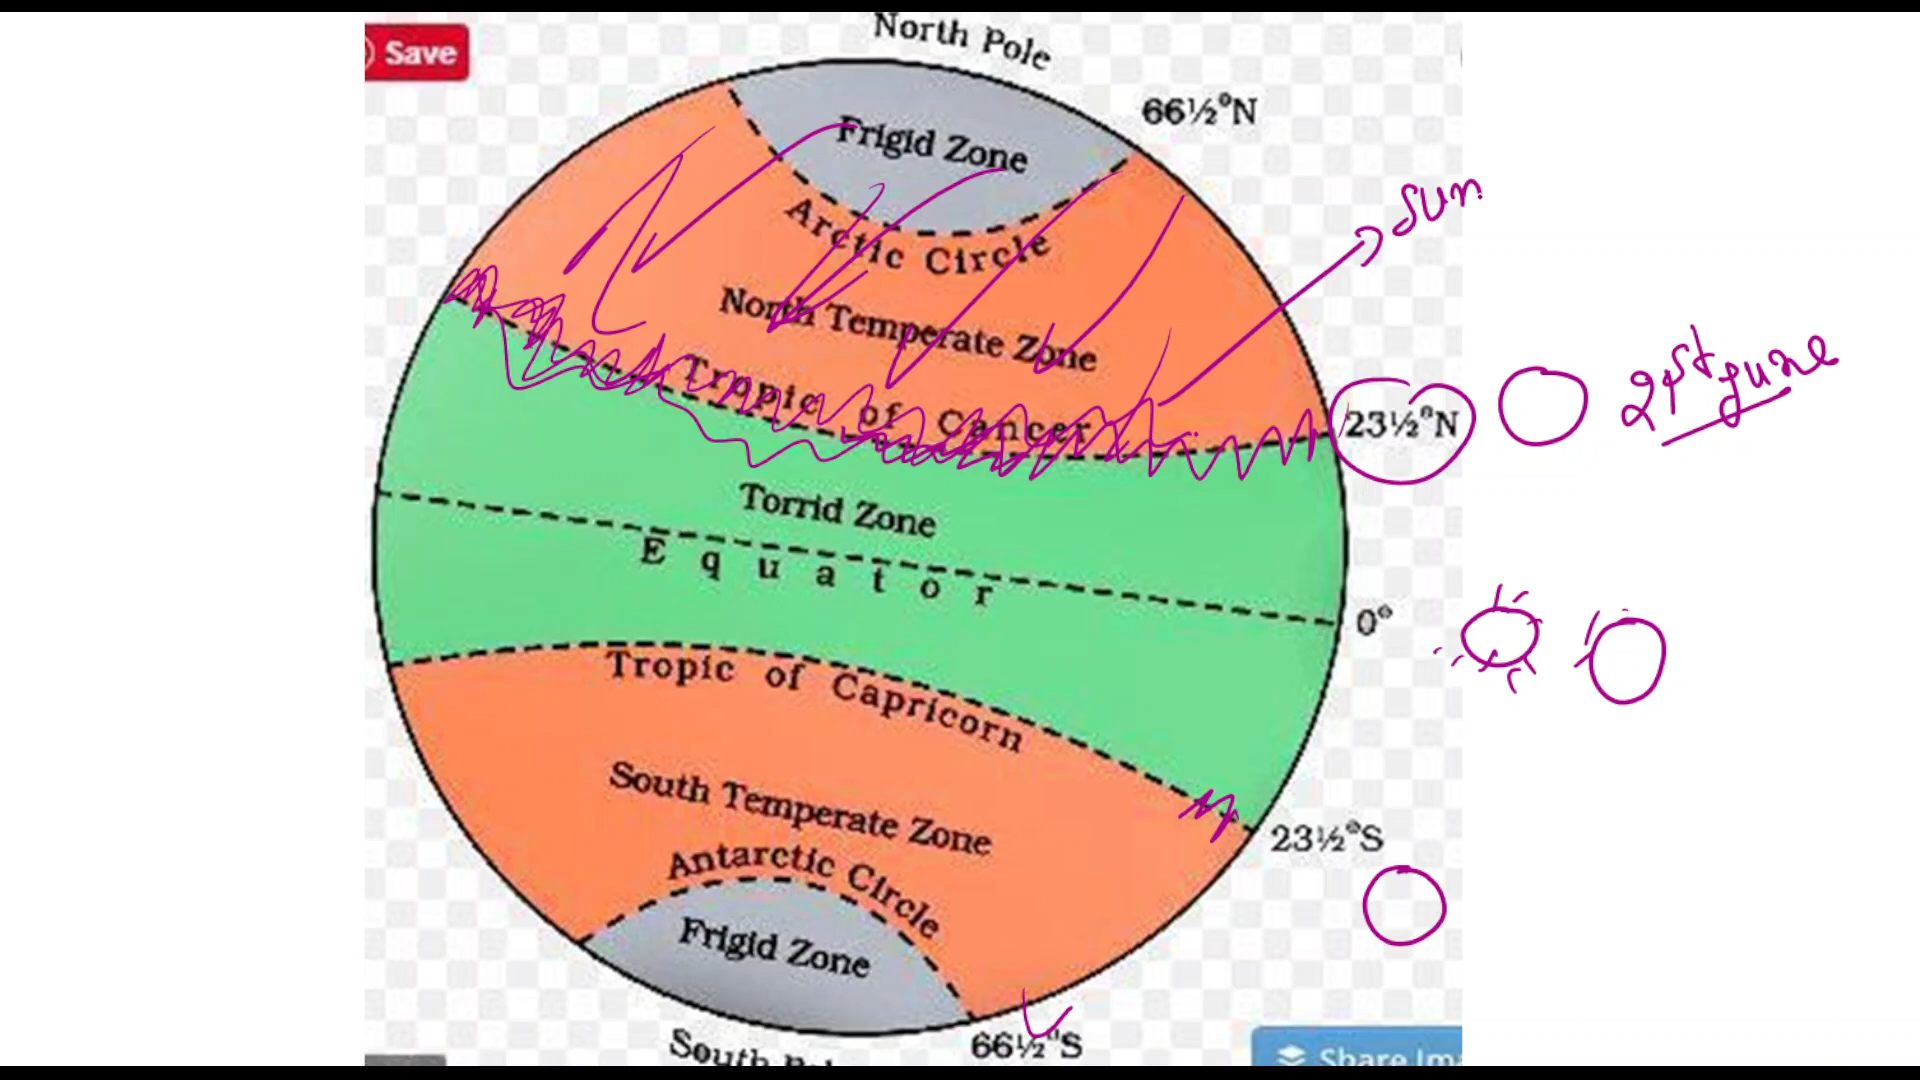 Save
North Pole
66½°N
Frigid Zone
Arctic Circle
sun
North Temperate Zone
Tropic of Cancer
23½°N
21st june
Torrid Zone
Equator
0°
Tropic of Capricorn
South Temperate Zone
23½°S
Antarctic Circle
Frigid Zone
66½°S
South
Share